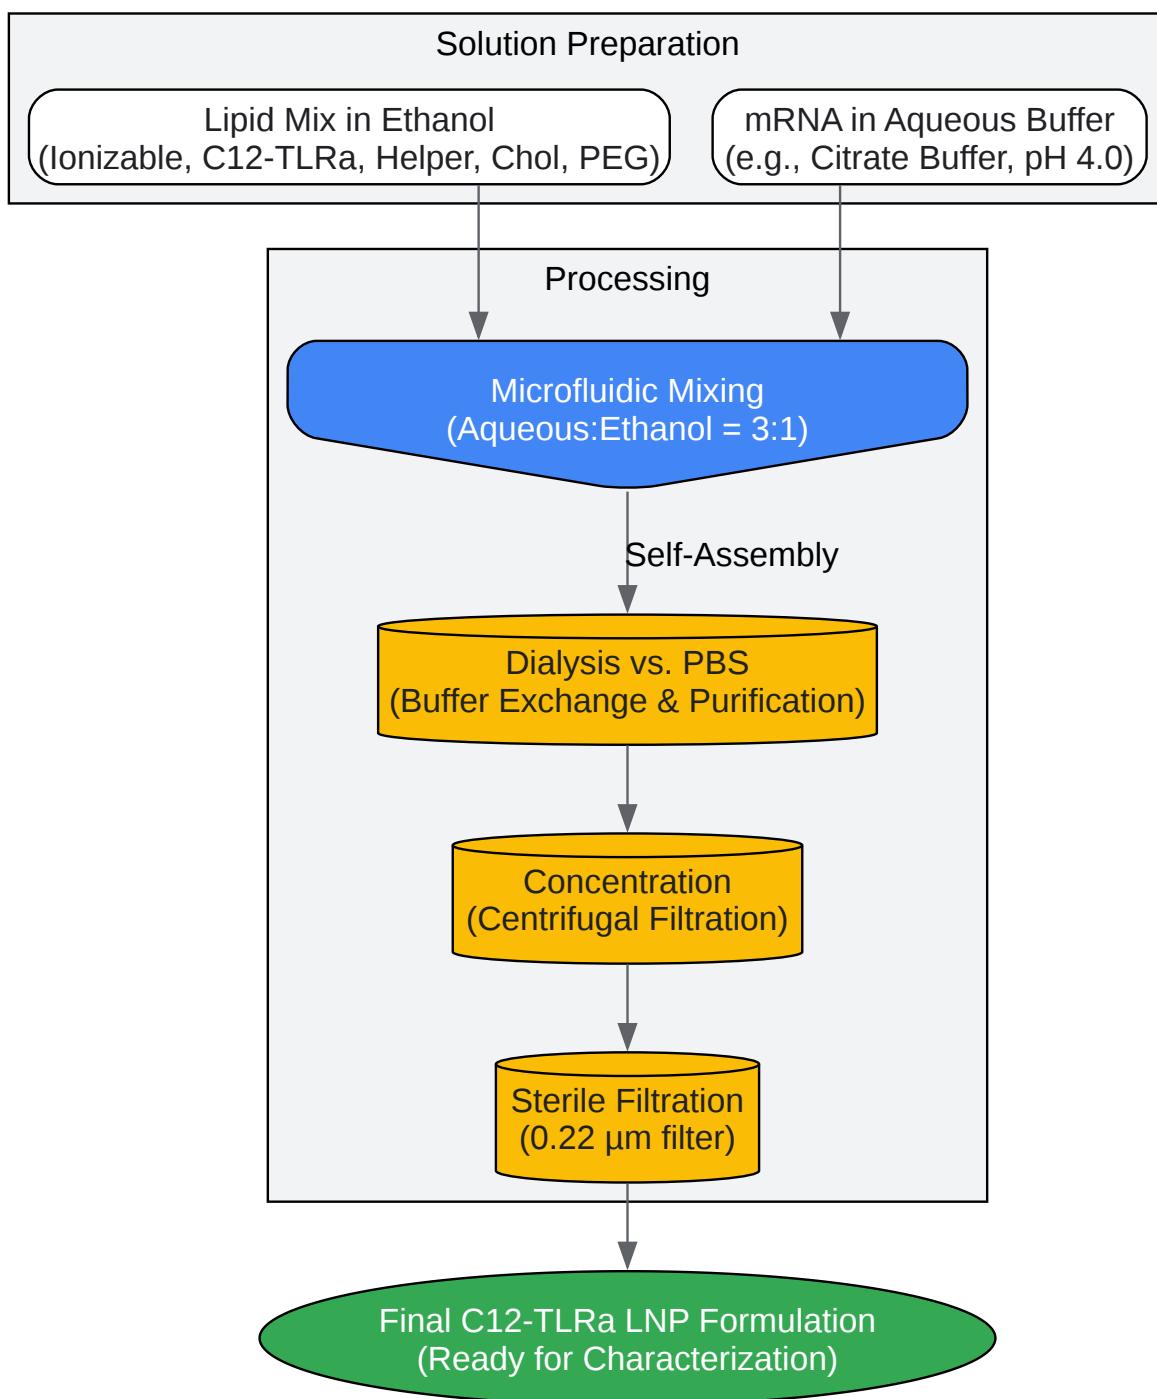 Solution Preparation
Lipid Mix in Ethanol
(Ionizable, C12-TLRa, Helper, Chol, PEG)
mRNA in Aqueous Buffer
(e.g., Citrate Buffer, pH 4.0)
Processing
Microfluidic Mixing
(Aqueous:Ethanol = 3:1)
Self-Assembly
Dialysis vs. PBS
(Buffer Exchange & Purification)
Concentration
(Centrifugal Filtration)
Sterile Filtration
(0.22 µm filter)
Final C12-TLRa LNP Formulation
(Ready for Characterization)